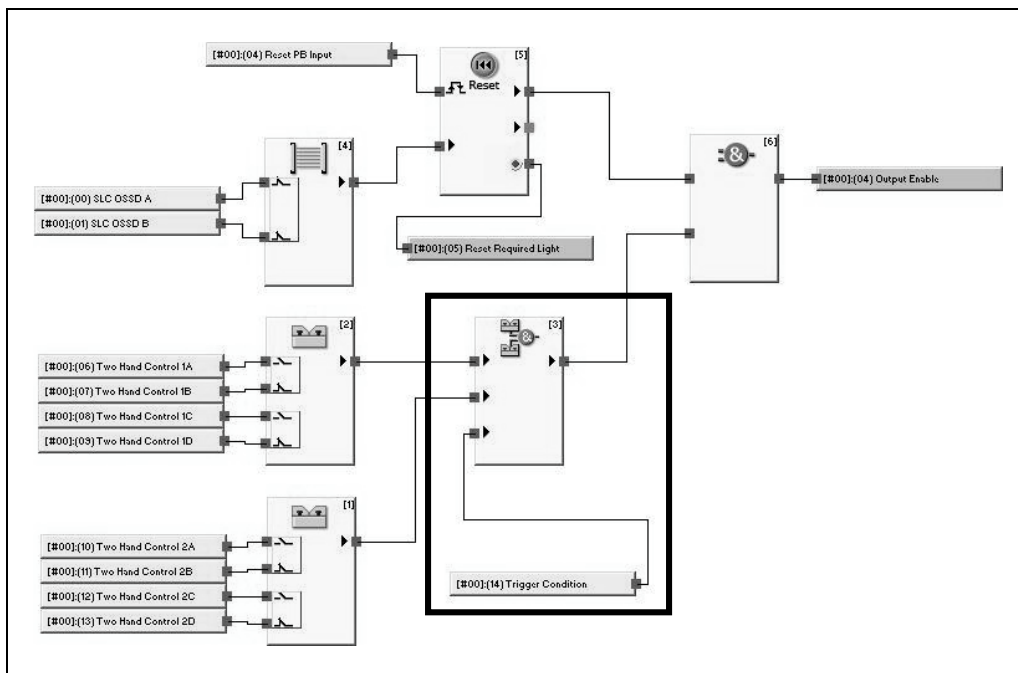 [#00]:(04) Reset PB Input
[5]
Reset
[4]
[6]
&
[#00]:(04) Output Enable
[#00]:(00) SLC OSSD A
[#00]:(01) SLC OSSD B
[#00]:(05) Reset Required Light
[2]
[3]
&
[#00]:(06) Two Hand Control 1A
[#00]:(07) Two Hand Control 1B
[#00]:(08) Two Hand Control 1C
[#00]:(09) Two Hand Control 1D
[1]
[#00]:(10) Two Hand Control 2A
[#00]:(11) Two Hand Control 2B
[#00]:(12) Two Hand Control 2C
[#00]:(13) Two Hand Control 2D
[#00]:(14) Trigger Condition